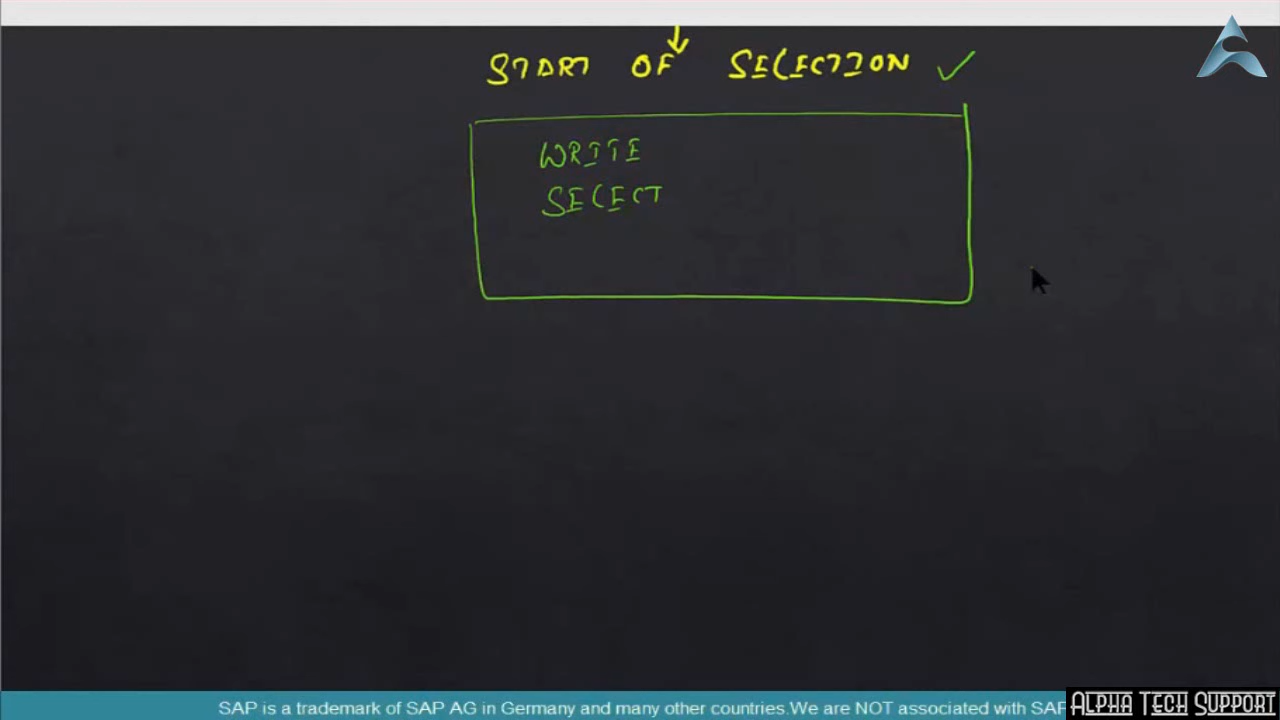 START OF SELECTION
WRITE
SELECT
SAP is a trademark of SAP AG in Germany and many other countries.We are NOT associated with SAP
ALPHA TECH SUPPORT